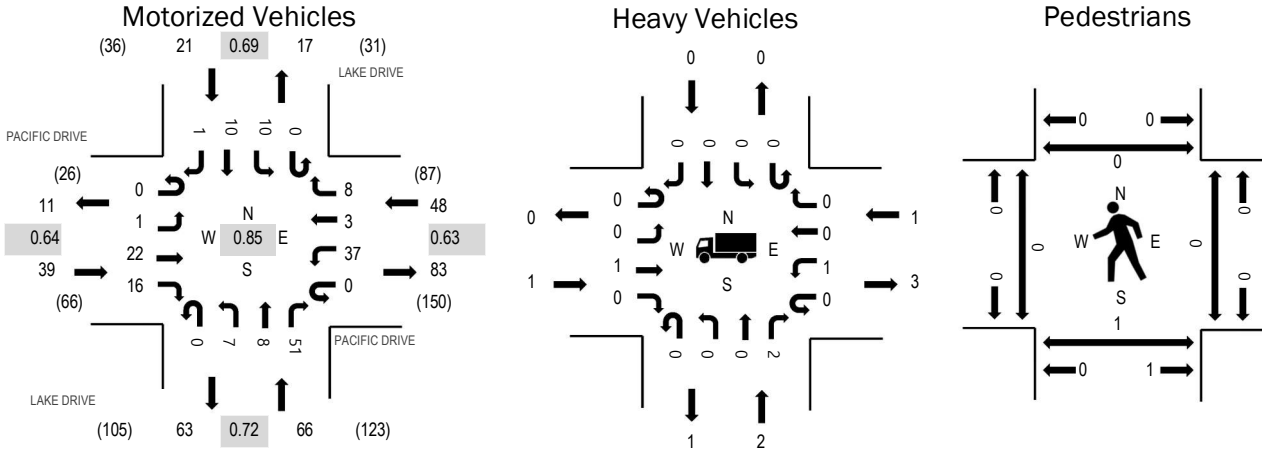 Motorized Vehicles
(36) 21 0.69 17 (31)
LAKE DRIVE
PACIFIC DRIVE
1 10 10 0
(26) 0 8 (87)
11 1 3 48
0.64 W N 0.85 E S 37 0.63
39 22 0 83
(66) 16 (150)
0 7 8 51
PACIFIC DRIVE
LAKE DRIVE
(105) 63 0.72 66 (123)
Heavy Vehicles
0 0
0 0 0 0
0 0
0 0 0 1
W N E S
1 1 1 3
0 0
0 0 0 2
1 2
Pedestrians
0 0
0
0 0
N
0 W E 0
S
0 0
1
0 1